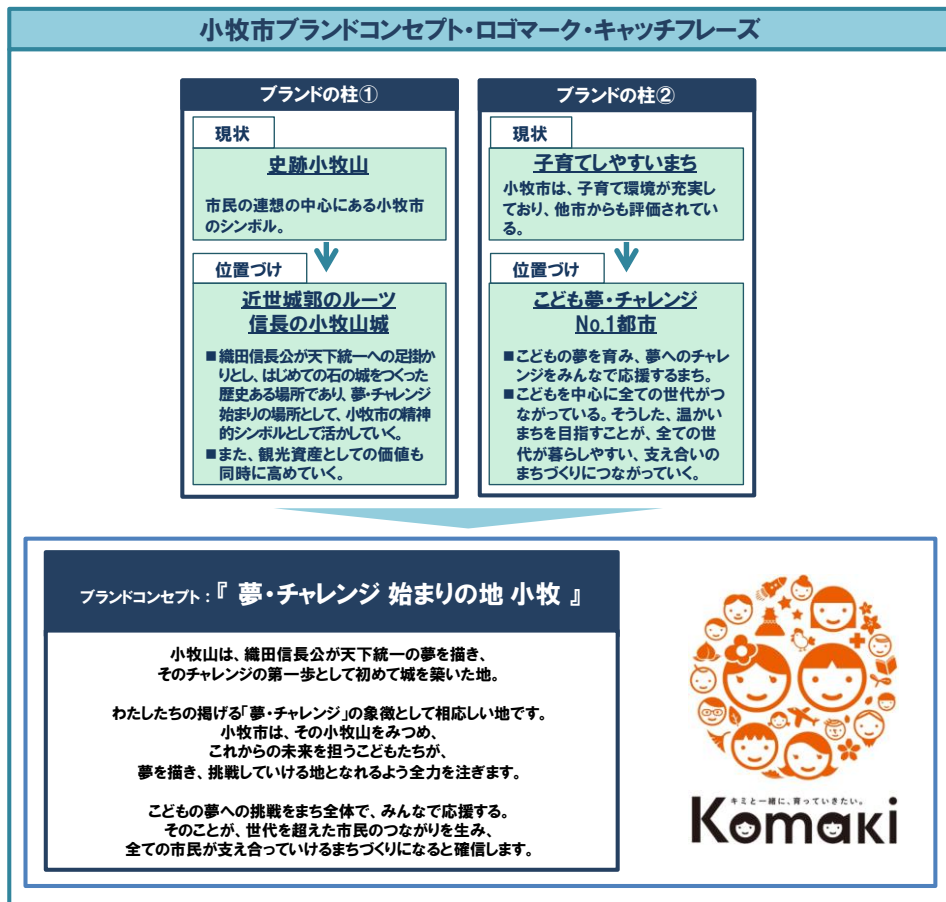 小牧市ブランドコンセプト・ロゴマーク・キャッチフレーズ
ブランドの柱①
現状
史跡小牧山
市民の連想の中心にある小牧市
のシンボル。
位置づけ
近世城郭のルーツ
信長の小牧山城
■織田信長公が天下統一への足掛か
りとし、はじめての石の城をつくった
歴史ある場所であり、夢・チャレンジ
始まりの場所として、小牧市の精神
的シンボルとして活かしていく。
■また、観光資産としての価値も
同時に高めていく。
ブランドの柱②
現状
子育てしやすいまち
小牧市は、子育て環境が充実し
ており、他市からも評価されてい
る。
位置づけ
こども夢・チャレンジ
No.1都市
■こどもの夢を育み、夢へのチャレ
ンジをみんなで応援するまち。
■こどもを中心に全ての世代がつ
ながっている。そうした、温かい
まちを目指すことが、全ての世
代が暮らしやすい、支え合いの
まちづくりにつながっていく。
ブランドコンセプト:『 夢・チャレンジ 始まりの地 小牧 』
小牧山は、織田信長公が天下統一の夢を描き、
そのチャレンジの第一歩として初めて城を築いた地。
わたしたちの掲げる「夢・チャレンジ」の象徴として相応しい地です。
小牧市は、その小牧山をみつめ、
これからの未来を担うこどもたちが、
夢を描き、挑戦していける地となれるよう全力を注ぎます。
こどもの夢への挑戦をまち全体で、みんなで応援する。
そのことが、世代を超えた市民のつながりを生み、
全ての市民が支え合っていけるまちづくりになると確信します。
キミと一緒に、育っていきたい。
Komaki